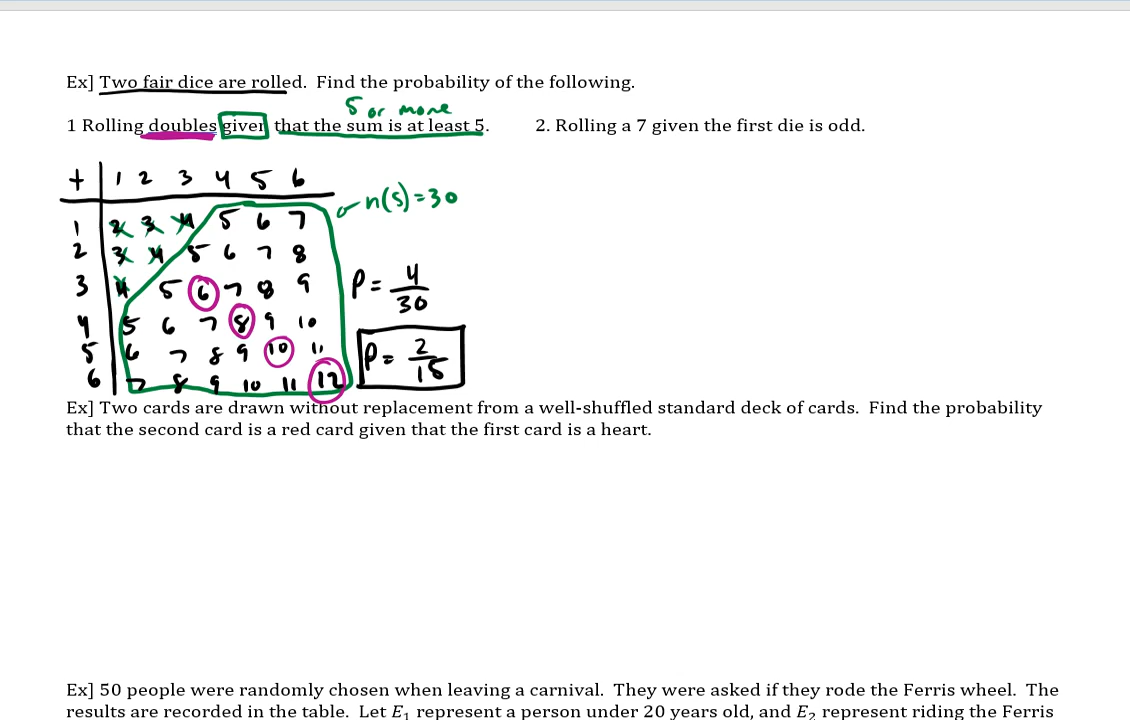 Ex] Two fair dice are rolled. Find the probability of the following.
5 or more
1 Rolling doubles given that the sum is at least 5. 2. Rolling a 7 given the first die is odd.
+ 1 2 3 4 5 6
n(s)=30
1 2 3 4 5 6 7
2 3 4 5 6 7 8
3 4 5 6 7 8 9
P = 4/30
4 5 6 7 8 9 10
5 6 7 8 9 10 11
P = 2/15
6 7 8 9 10 11 12
Ex] Two cards are drawn without replacement from a well-shuffled standard deck of cards. Find the probability
that the second card is a red card given that the first card is a heart.
Ex] 50 people were randomly chosen when leaving a carnival. They were asked if they rode the Ferris wheel. The
results are recorded in the table. Let E₁ represent a person under 20 years old, and E₂ represent riding the Ferris